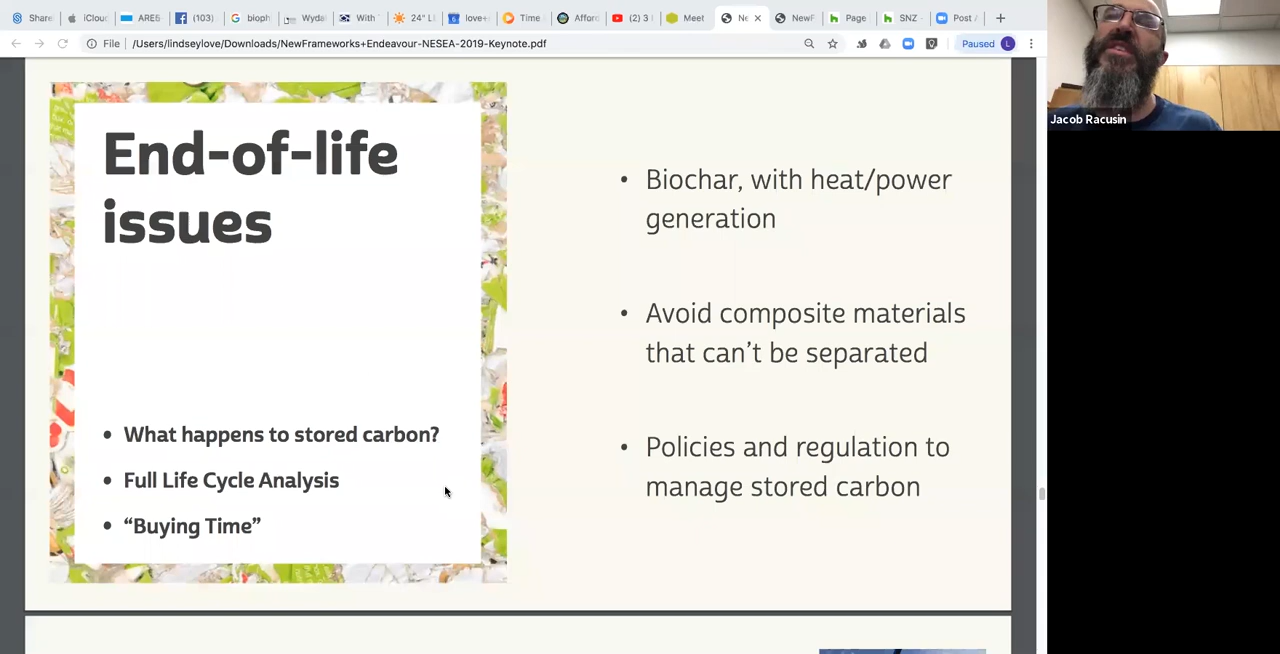 Share
iClou
ARE6
(103)
bioph
Wyda
With
24° L
love+
Time
Affor
(2) 3
Meet
Ne
NewF
Page
SNZ -
Post /
File
/Users/lindseylove/Downloads/NewFrameworks+Endeavour-NESEA-2019-Keynote.pdf
Paused
L
Jacob Racusin
End-of-life
issues
• What happens to stored carbon?
• Full Life Cycle Analysis
• “Buying Time”
• Biochar, with heat/power
generation
• Avoid composite materials
that can’t be separated
• Policies and regulation to
manage stored carbon